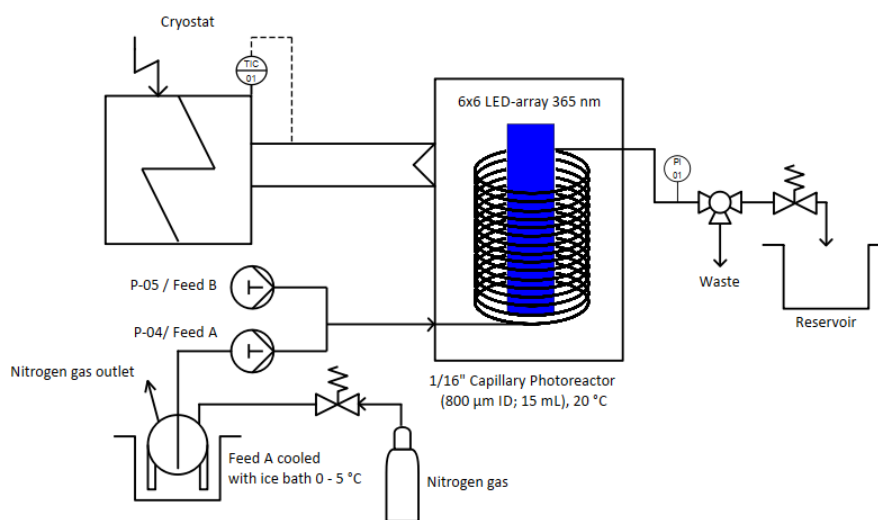 Cryostat
TIC
01
6x6 LED-array 365 nm
PI
01
P-05 / Feed B
Waste
P-04/ Feed A
Reservoir
Nitrogen gas outlet
1/16" Capillary Photoreactor
(800 µm ID; 15 mL), 20 °C
Feed A cooled
with ice bath 0 - 5 °C
Nitrogen gas